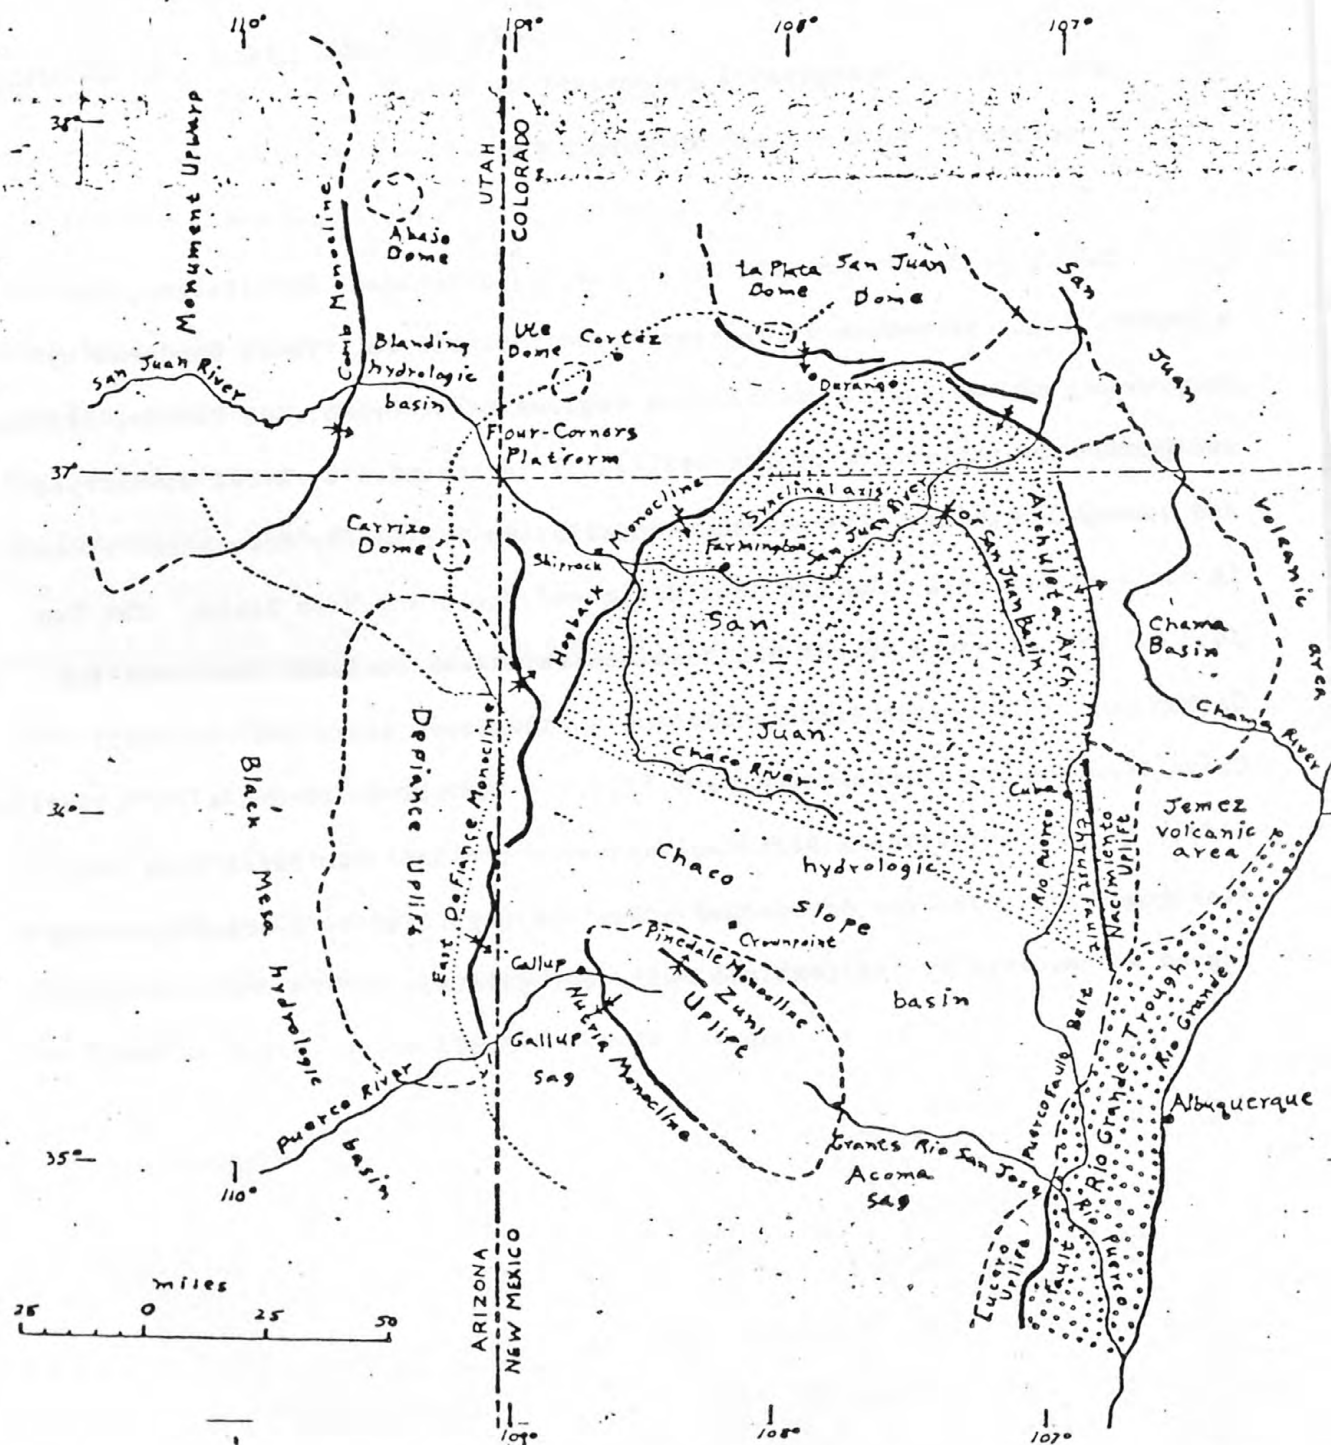 110°
109°
108°
107°
38°
Monument Upwarp
Comb Monocline
Abajo
Dome
UTAH
COLORADO
La Plata
Dome
San Juan
Dome
San
Juan
Volcanic
area
San Juan River
Blanding
hydrologic
basin
Ute
Dome
Cortez
Durango
Four-Corners
Platform
37°
Carrizo
Dome
Shiprock
Hogback
Monocline
Synclinal axis
of San Juan Basin
Farmington
San Juan River
Archuleta Arch
San
Juan
Chama
Basin
Chama River
Black
Mesa
hydrologic
basin
Defiance Uplift
East Defiance Monocline
Chaco River
Cuba
36°
Chaco
Slope
hydrologic
basin
Rio Puerco
thrust fault
Nacimiento
Uplift
Jemez
volcanic
area
Crownpoint
Pinedale Monocline
Zuni
Uplift
Gallup
Nutria Monocline
Gallup
Sag
Puerco River
Puerco Fault
Belt
Rio Grande Trough
Rio Grande
Albuquerque
35°
110°
Grants
Rio San Jose
Acoma
Sag
Lucero
Uplift
Fault
Rio
Puerco
miles
25
0
25
50
ARIZONA
NEW MEXICO
109°
108°
107°